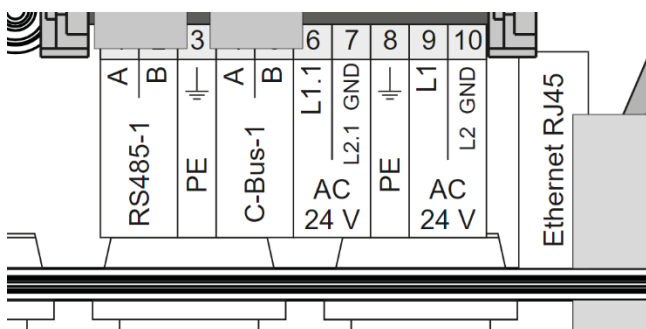 3 6 7 8 9 10
A B A B L1.1 L2.1 GND L1 L2 GND
RS485-1 PE C-Bus-1 AC 24 V PE AC 24 V
Ethernet RJ45